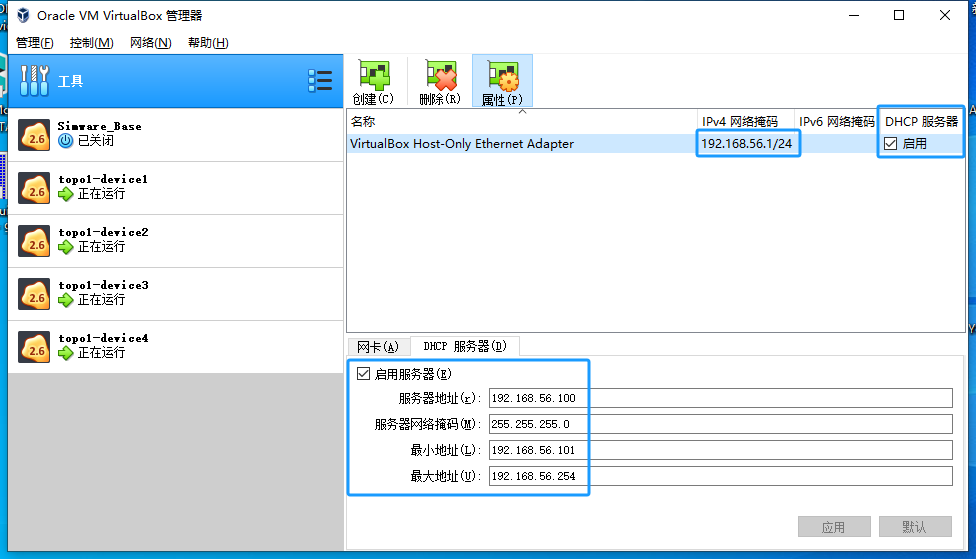 Oracle VM VirtualBox 管理器
管理(F) 控制(M) 网络(N) 帮助(H)
工具
Simware_Base
已关闭
topo1-device1
正在运行
topo1-device2
正在运行
topo1-device3
正在运行
topo1-device4
正在运行
创建(C) 删除(R) 属性(P)
名称 IPv4 网络掩码 IPv6 网络掩码 DHCP 服务器
VirtualBox Host-Only Ethernet Adapter 192.168.56.1/24 启用
网卡(A) DHCP 服务器(D)
启用服务器(E)
服务器地址(r): 192.168.56.100
服务器网络掩码(M): 255.255.255.0
最小地址(L): 192.168.56.101
最大地址(U): 192.168.56.254
应用 默认
2.6
2.6
2.6
2.6
2.6